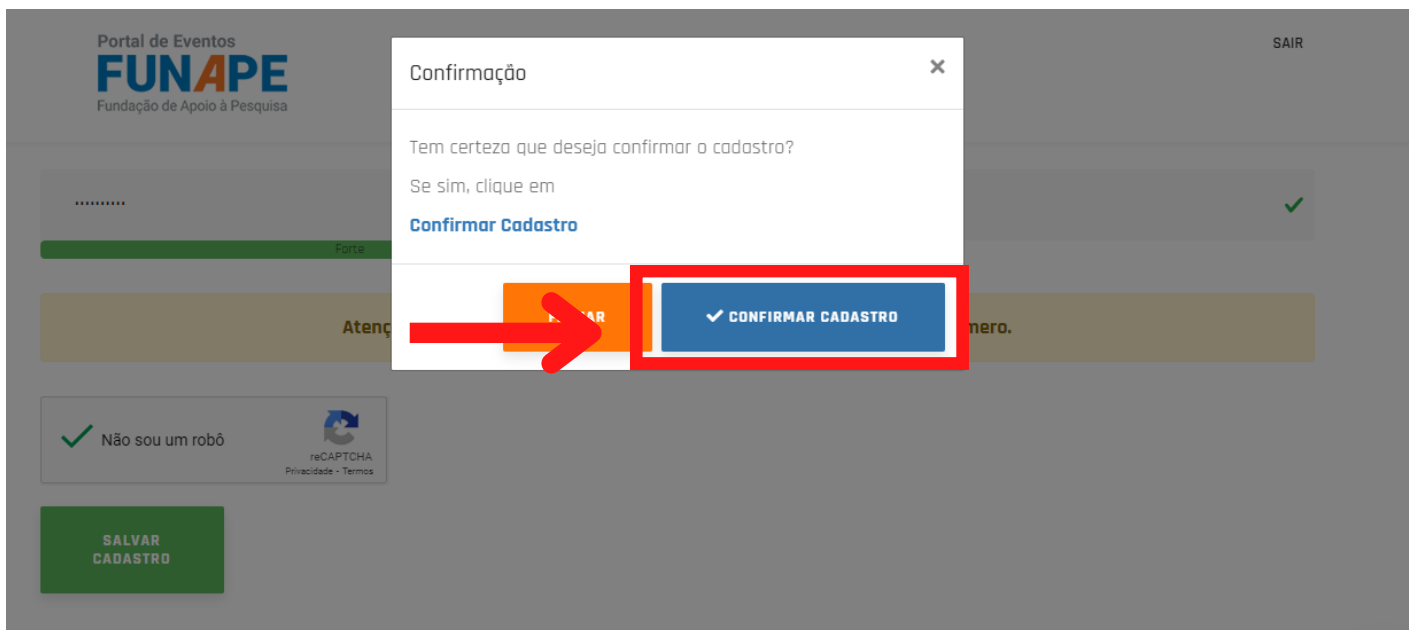 Portal de Eventos
FUNAPE
Fundação de Apoio à Pesquisa
SAIR
Confirmação
×
Tem certeza que deseja confirmar o cadastro?
Se sim, clique em
Confirmar Cadastro
CONFIRMAR CADASTRO
..........
Forte
Não sou um robô
reCAPTCHA
Privacidade - Termos
SALVAR
CADASTRO